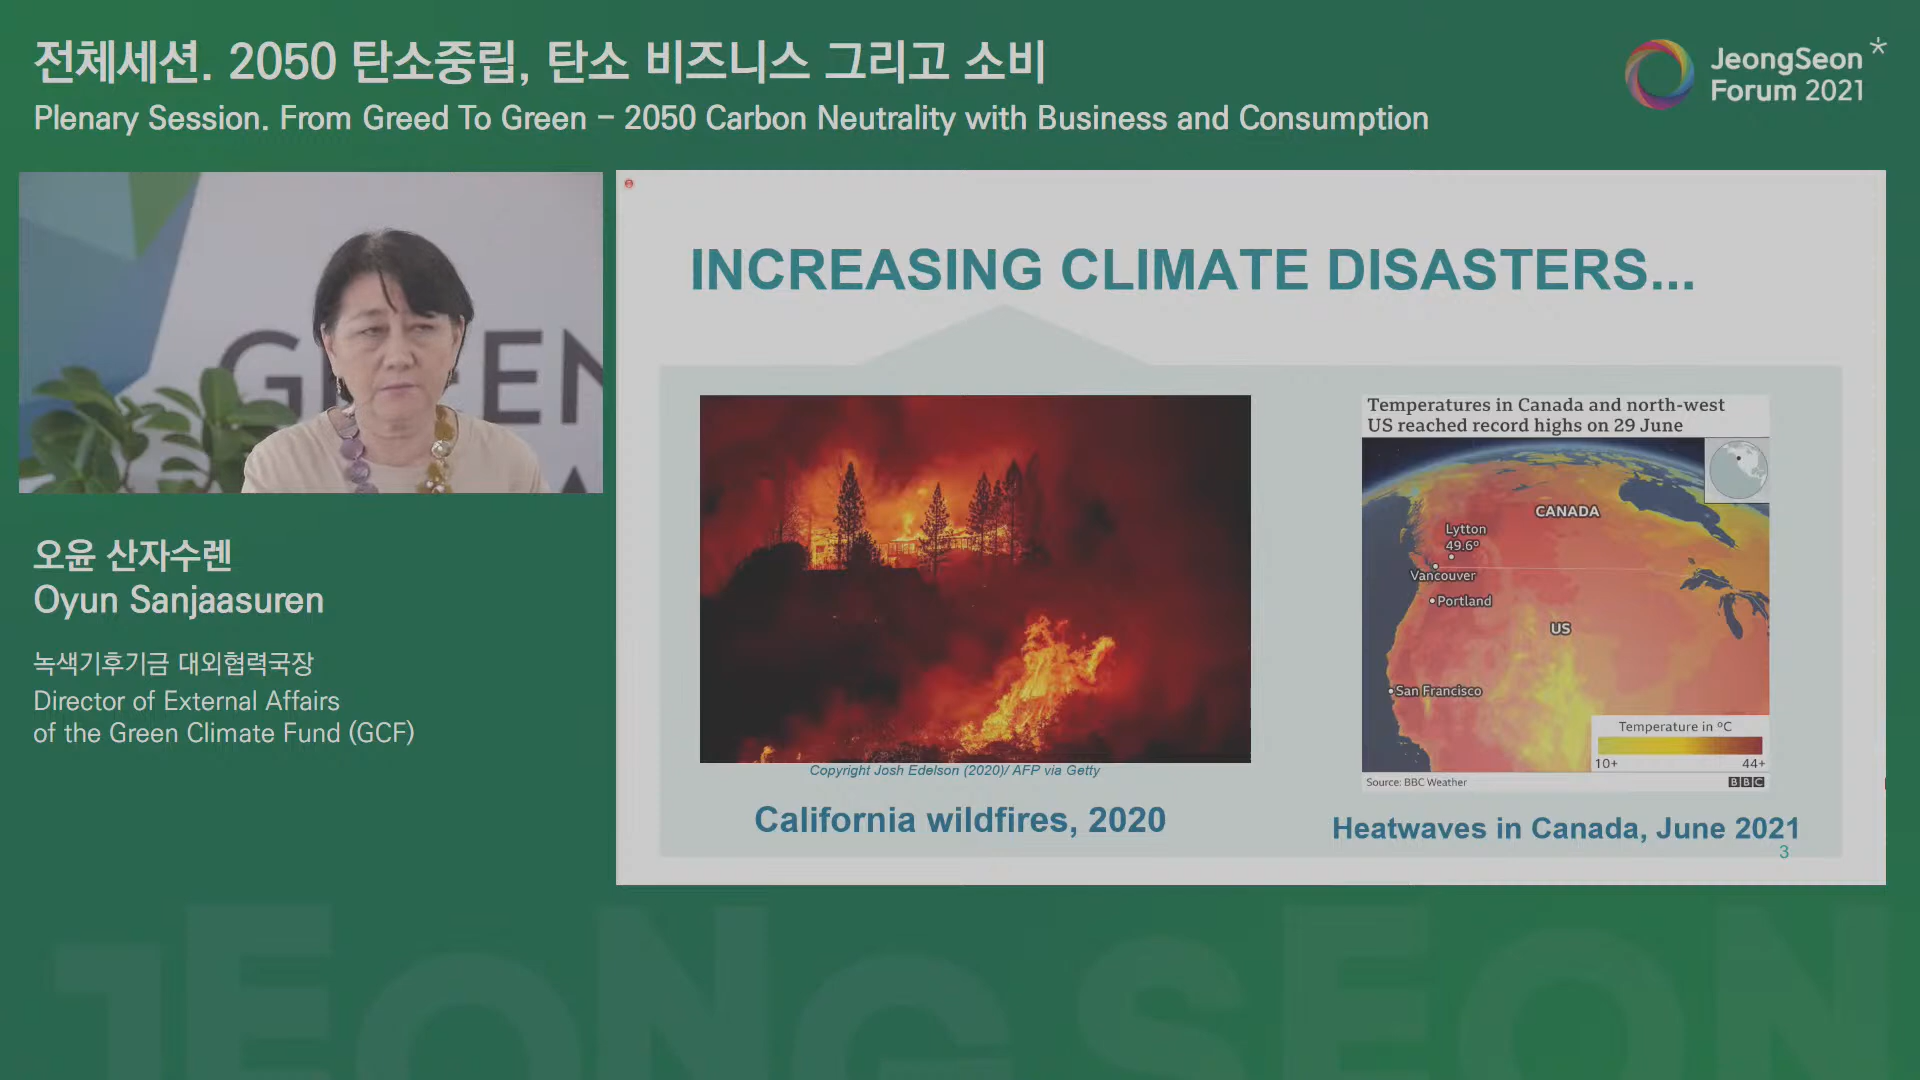 전체세션. 2050 탄소중립, 탄소 비즈니스 그리고 소비
Plenary Session. From Greed To Green – 2050 Carbon Neutrality with Business and Consumption
JeongSeon*
Forum 2021
GREEN
오윤 산자수렌
Oyun Sanjaasuren
녹색기후기금 대외협력국장
Director of External Affairs
of the Green Climate Fund (GCF)
INCREASING CLIMATE DISASTERS...
Copyright Josh Edelson (2020)/ AFP via Getty
California wildfires, 2020
Temperatures in Canada and north-west
US reached record highs on 29 June
CANADA
Lytton
49.6º
Vancouver
Portland
US
San Francisco
Temperature in ºC
10+ 44+
Source: BBC Weather BBC
Heatwaves in Canada, June 2021
3
JEONG SEON